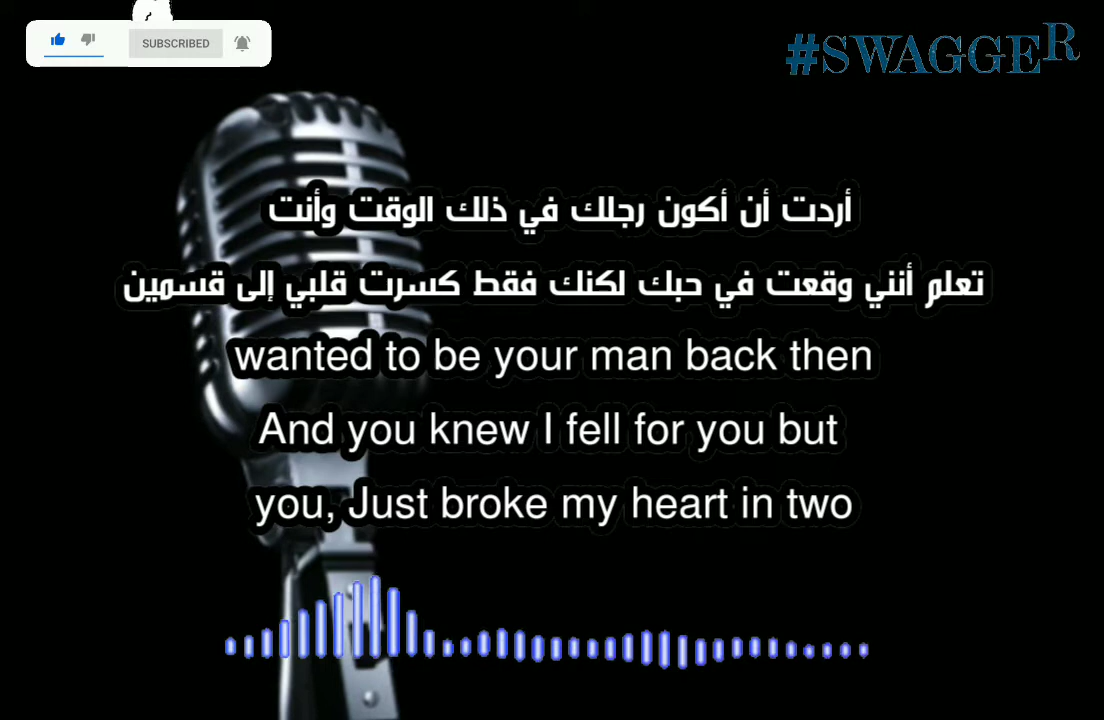 SUBSCRIBED
#SWAGGER
أردت أن أكون رجلك في ذلك الوقت وأنت
تعلم أنني وقعت في حبك لكنك فقط كسرت قلبي إلى قسمين
wanted to be your man back then
And you knew I fell for you but
you, Just broke my heart in two